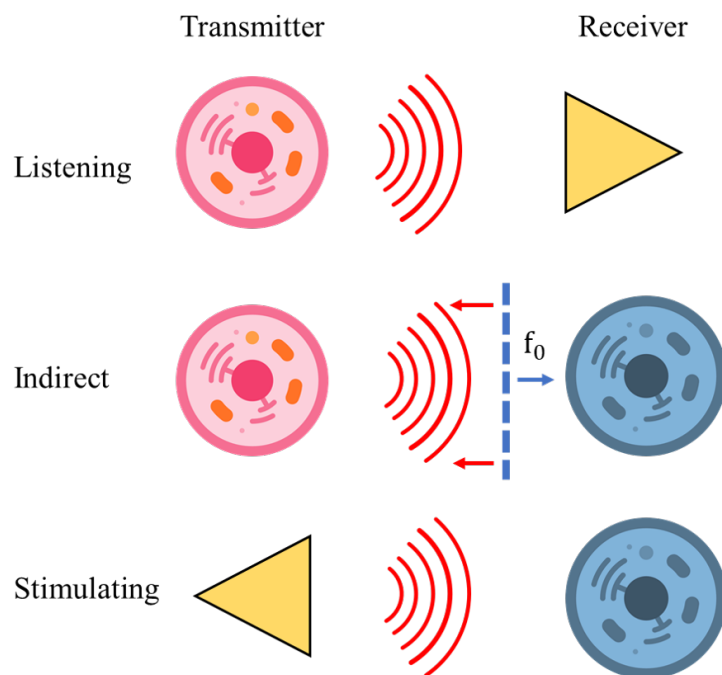 Transmitter
Receiver
Listening
Indirect
f₀
Stimulating